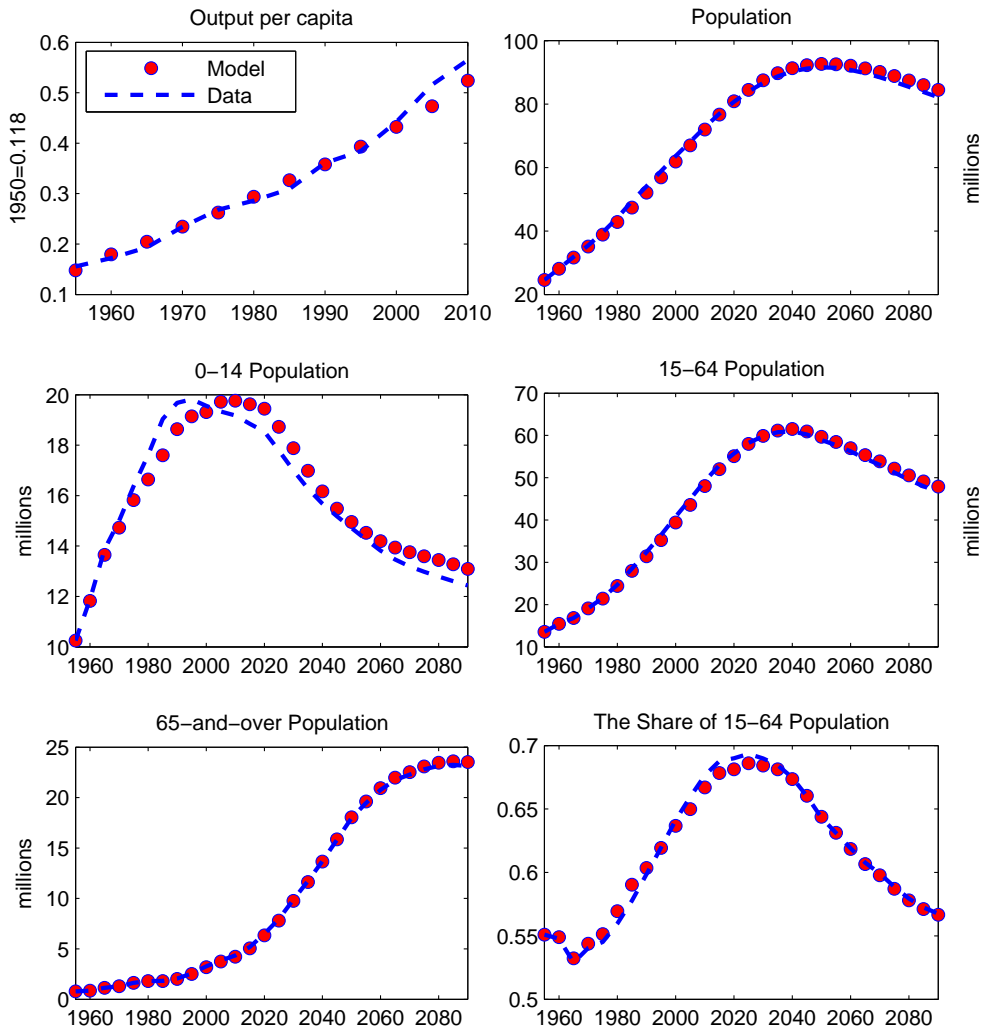 Output per capita
0.6
0.5
0.4
0.3
0.2
0.1
1950=0.118
Model
Data
1960 1970 1980 1990 2000 2010
Population
100
80
60
40
20
millions
1960 1980 2000 2020 2040 2060 2080
0−14 Population
20
18
16
14
12
10
millions
1960 1980 2000 2020 2040 2060 2080
15−64 Population
70
60
50
40
30
20
10
millions
1960 1980 2000 2020 2040 2060 2080
65−and−over Population
25
20
15
10
5
0
millions
1960 1980 2000 2020 2040 2060 2080
The Share of 15−64 Population
0.7
0.65
0.6
0.55
0.5
1960 1980 2000 2020 2040 2060 2080